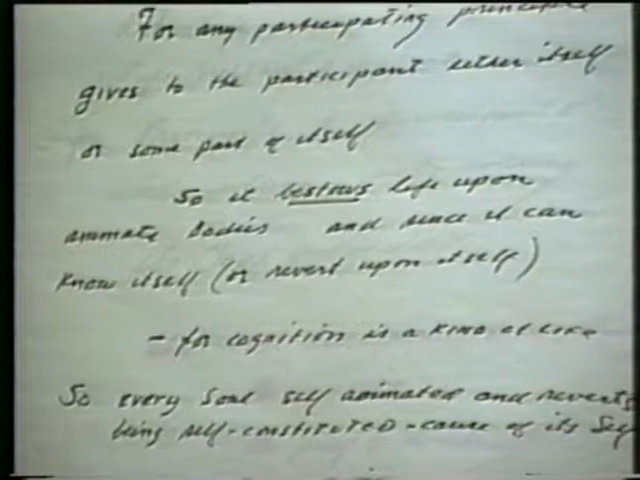 For any participating principle
gives to the participant either itself
or some part of itself
So it bestows life upon
animate bodies and since it can
know itself (or revert upon itself)
- for cognition is a kind of life
So every soul self animated and reverts
being self-constituted - cause of its Self